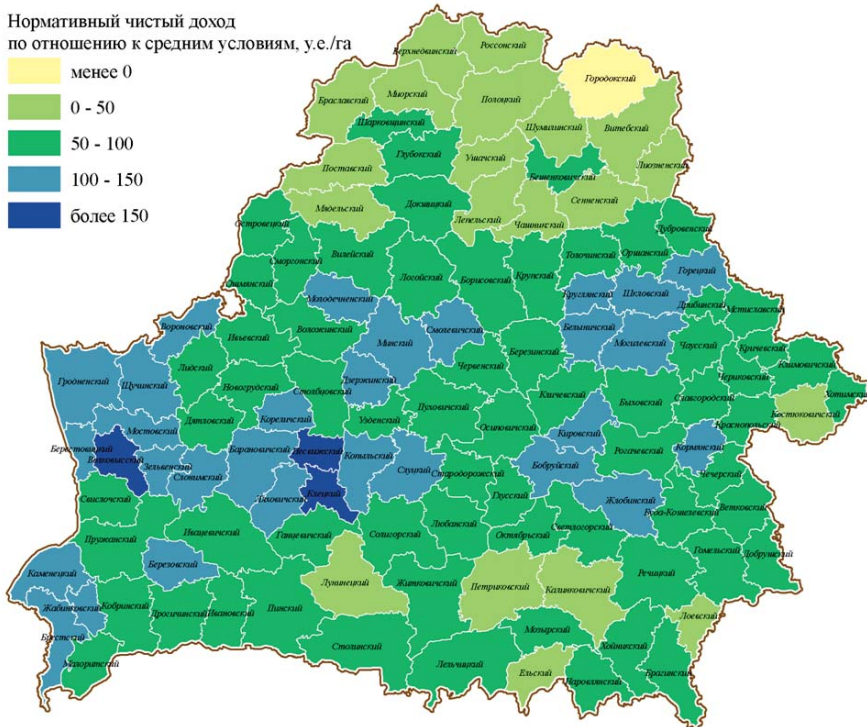 Нормативный чистый доход
по отношению к средним условиям, у.е./га
менее 0
0 - 50
50 - 100
100 - 150
более 150
Верхнедвинский
Россонский
Городокский
Браславский
Миорский
Полоцкий
Шарковщинский
Шумилинский
Витебский
Глубокский
Ушачский
Лиозненский
Поставский
Бешенковичский
Мядельский
Докшицкий
Лепельский
Чашникский
Сенненский
Островецкий
Дубровенский
Сморгонский
Вилейский
Толочинский
Оршанский
Ошмянский
Логойский
Борисовский
Крупский
Горецкий
Молодечненский
Круглянский
Шкловский
Дрибинский
Мстиславский
Вороновский
Воложинский
Смолевичский
Ивьевский
Минский
Белыничский
Могилевский
Чаусский
Кричевский
Гродненский
Щучинский
Лидский
Червенский
Березинский
Климовичский
Новогрудский
Столбцовский
Дзержинский
Чериковский
Хотимский
Дятловский
Узденский
Пуховичский
Кличевский
Быховский
Славгородский
Костюковичский
Мостовский
Кореличский
Осиповичский
Краснопольский
Берестовицкий
Волковысский
Зельвенский
Слонимский
Барановичский
Несвижский
Копыльский
Слуцкий
Стародорожский
Кировский
Бобруйский
Рогачевский
Кормянский
Чечерский
Свислочский
Ляховичский
Клецкий
Глусский
Жлобинский
Буда-Кошелевский
Ветковский
Пружанский
Ивацевичский
Ганцевичский
Солигорский
Любанский
Октябрьский
Светлогорский
Гомельский
Добрушский
Каменецкий
Березовский
Лунинецкий
Житковичский
Петриковский
Калинковичский
Речицкий
Жабинковский
Кобринский
Дрогичинский
Ивановский
Пинский
Лоевский
Брестский
Мозырский
Малоритский
Столинский
Лельчицкий
Ельский
Хойникский
Наровлянский
Брагинский